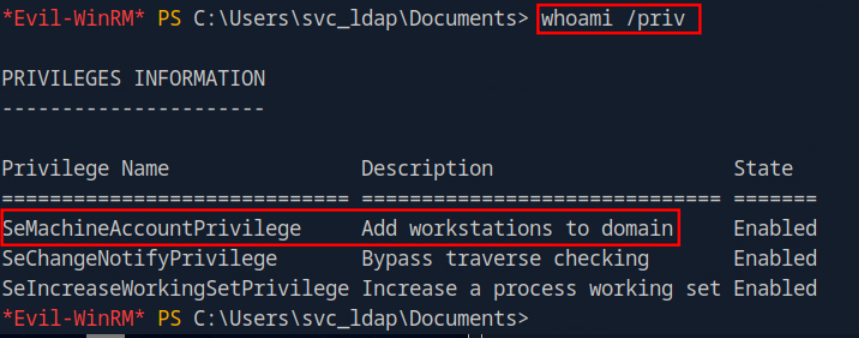 *Evil-WinRM* PS C:\Users\svc_ldap\Documents> whoami /priv
PRIVILEGES INFORMATION
----------------------
Privilege Name Description State
============================= ============================== =======
SeMachineAccountPrivilege Add workstations to domain Enabled
SeChangeNotifyPrivilege Bypass traverse checking Enabled
SeIncreaseWorkingSetPrivilege Increase a process working set Enabled
*Evil-WinRM* PS C:\Users\svc_ldap\Documents>